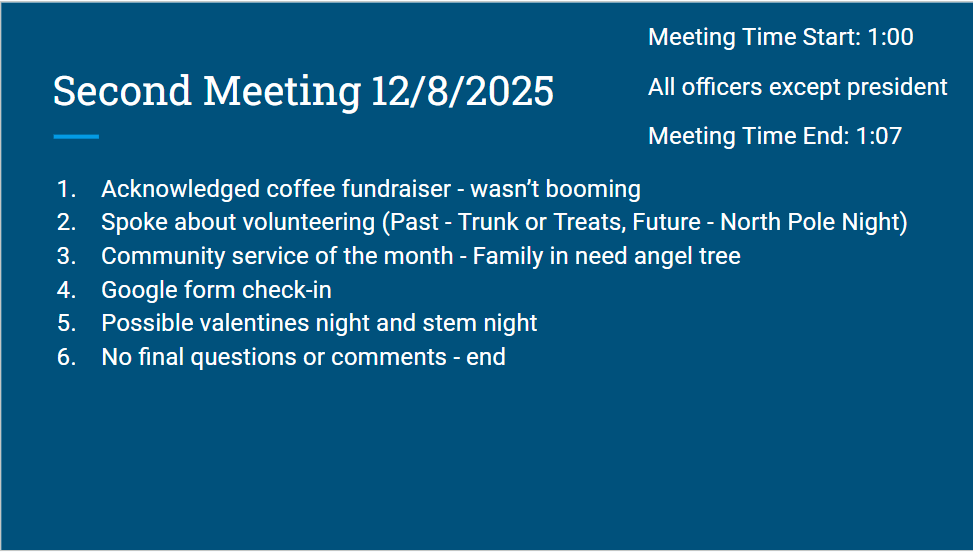 Second Meeting 12/8/2025
Meeting Time Start: 1:00
All officers except president
Meeting Time End: 1:07
1. Acknowledged coffee fundraiser - wasn’t booming
2. Spoke about volunteering (Past - Trunk or Treats, Future - North Pole Night)
3. Community service of the month - Family in need angel tree
4. Google form check-in
5. Possible valentines night and stem night
6. No final questions or comments - end